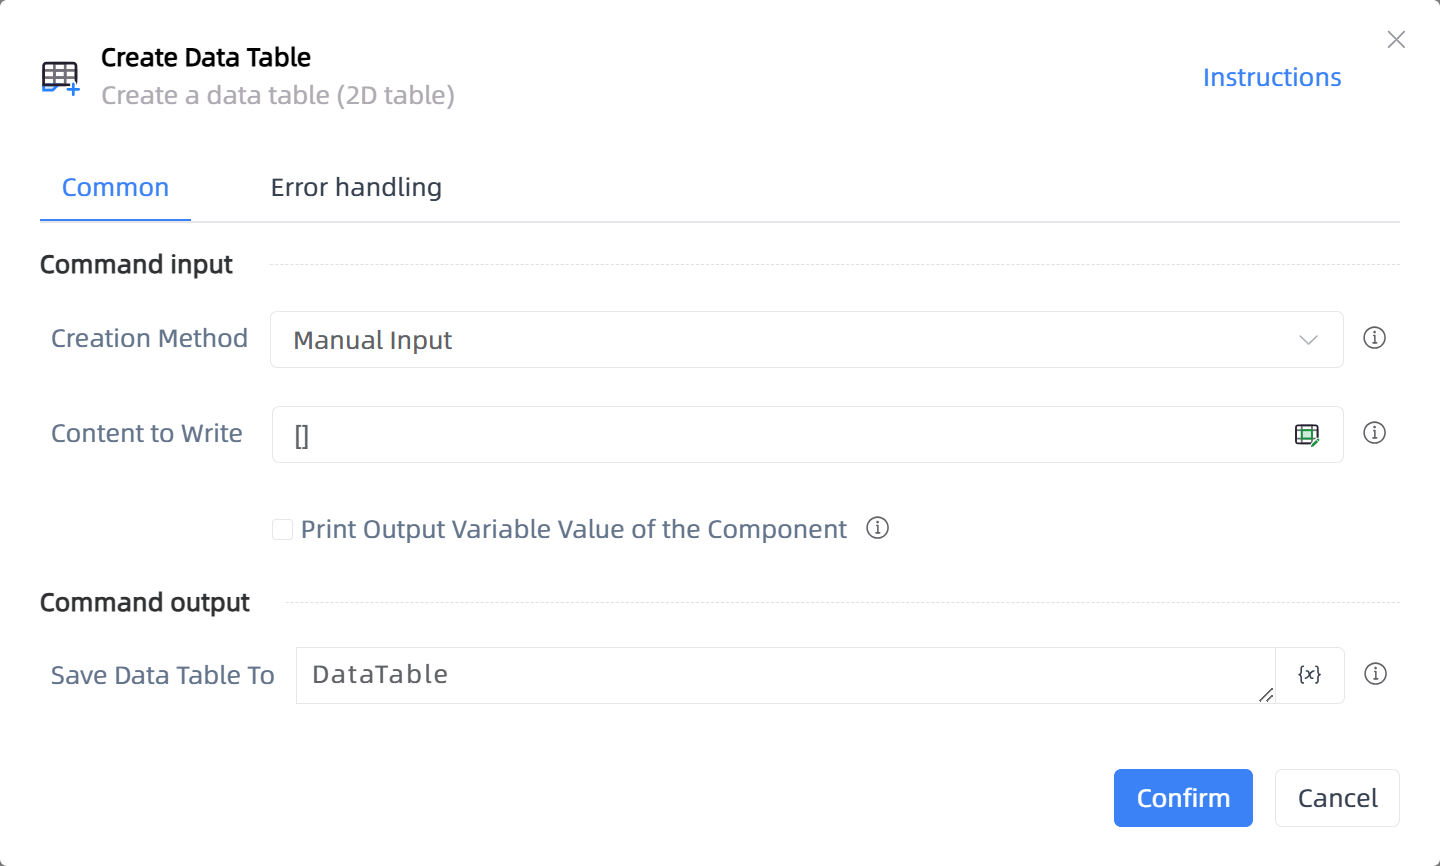 Create Data Table
Create a data table (2D table)
Instructions
Common
Error handling
Command input
Creation Method
Manual Input
Content to Write
[]
Print Output Variable Value of the Component
Command output
Save Data Table To
DataTable
{x}
Confirm
Cancel